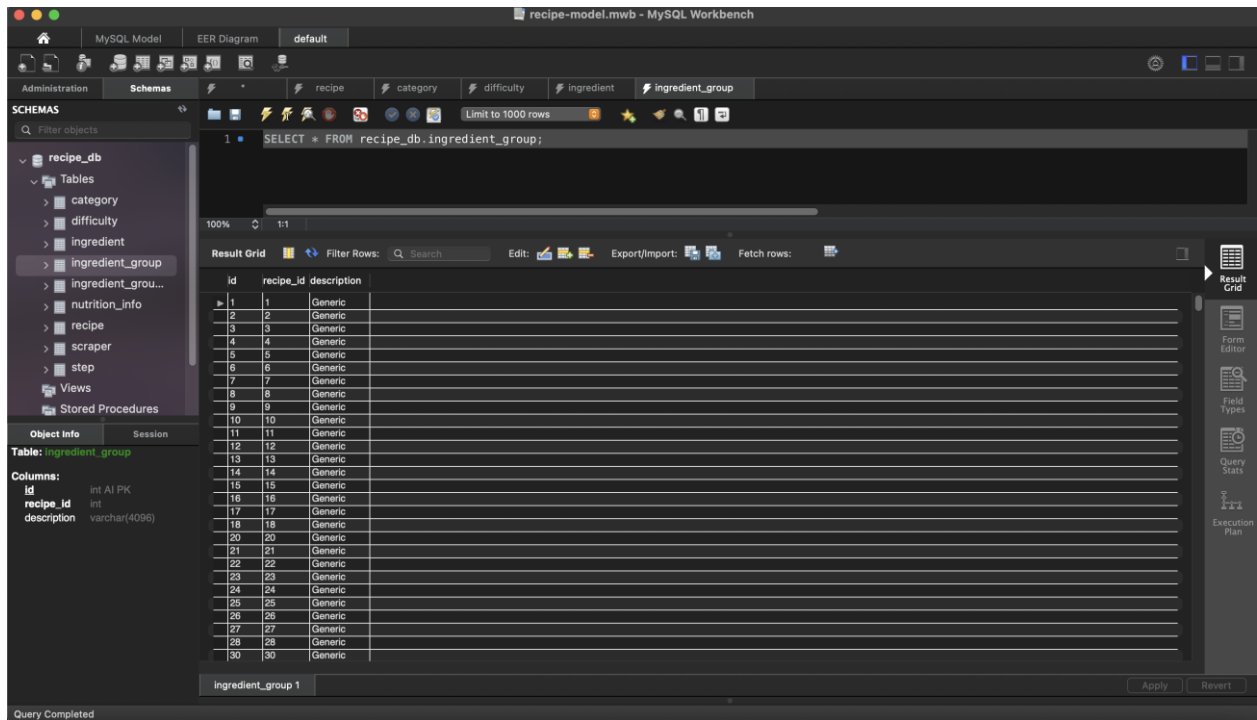 recipe-model.mwb - MySQL Workbench
MySQL Model EER Diagram default
Administration Schemas recipe category difficulty ingredient ingredient_group
SCHEMAS
Filter objects
Limit to 1000 rows
1 SELECT * FROM recipe_db.ingredient_group;
recipe_db
Tables
category
difficulty
ingredient
ingredient_group
ingredient_grou...
nutrition_info
recipe
scraper
step
Views
Stored Procedures
100% 1:1
Result Grid Filter Rows: Search Edit: Export/Import: Fetch rows:
id recipe_id description
1 1 Generic
2 2 Generic
3 3 Generic
4 4 Generic
5 5 Generic
6 6 Generic
7 7 Generic
8 8 Generic
9 9 Generic
10 10 Generic
11 11 Generic
12 12 Generic
13 13 Generic
14 14 Generic
15 15 Generic
16 16 Generic
17 17 Generic
18 18 Generic
20 20 Generic
21 21 Generic
22 22 Generic
23 23 Generic
24 24 Generic
25 25 Generic
26 26 Generic
27 27 Generic
28 28 Generic
30 30 Generic
Result
Grid
Form
Editor
Field
Types
Query
Stats
Execution
Plan
Object Info Session
Table: ingredient_group
Columns:
id int AI PK
recipe_id int
description varchar(4096)
ingredient_group 1
Apply Revert
Query Completed